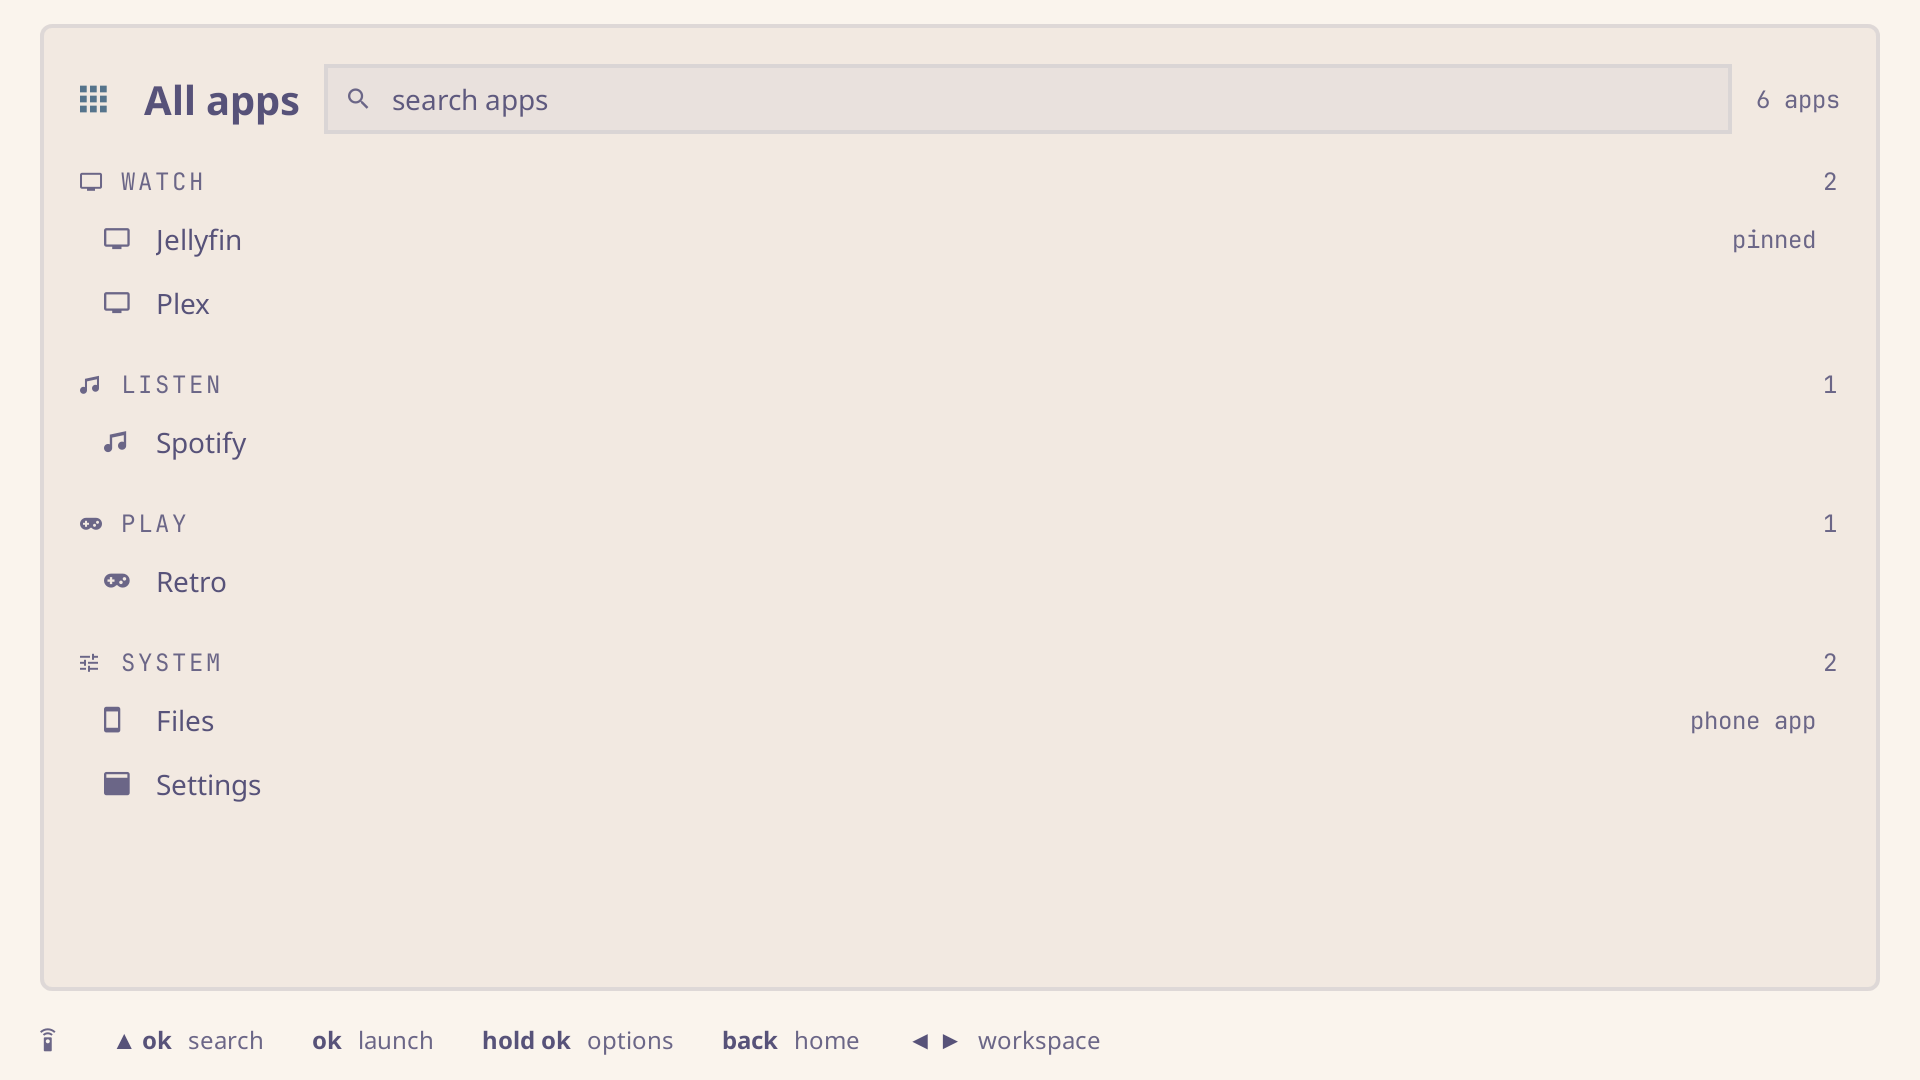 All apps
search apps
6 apps
WATCH 2
Jellyfin pinned
Plex
LISTEN 1
Spotify
PLAY 1
Retro
SYSTEM 2
Files phone app
Settings
▲ ok search ok launch hold ok options back home ◀ ▶ workspace